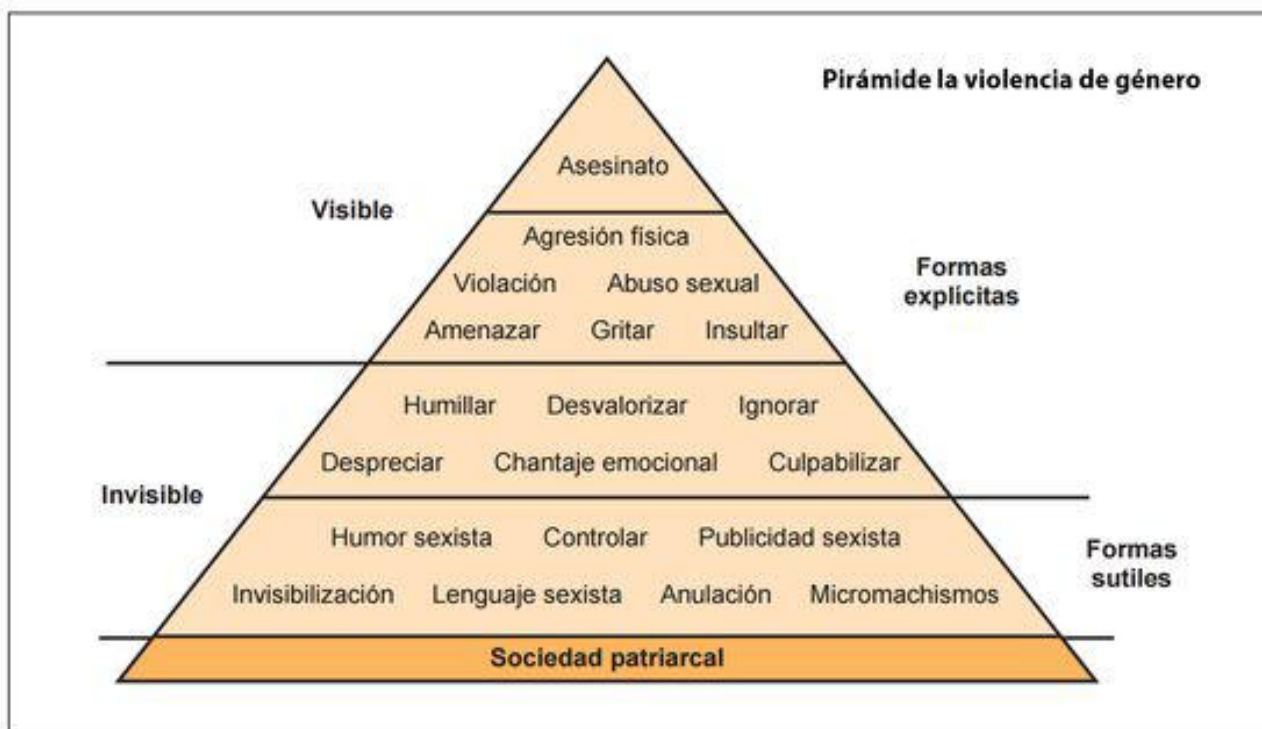 Pirámide la violencia de género
Asesinato
Visible
Agresión física
Violación Abuso sexual
Formas
explícitas
Amenazar Gritar Insultar
Humillar Desvalorizar Ignorar
Despreciar Chantaje emocional Culpabilizar
Invisible
Humor sexista Controlar Publicidad sexista
Formas
sutiles
Invisibilización Lenguaje sexista Anulación Micromachismos
Sociedad patriarcal